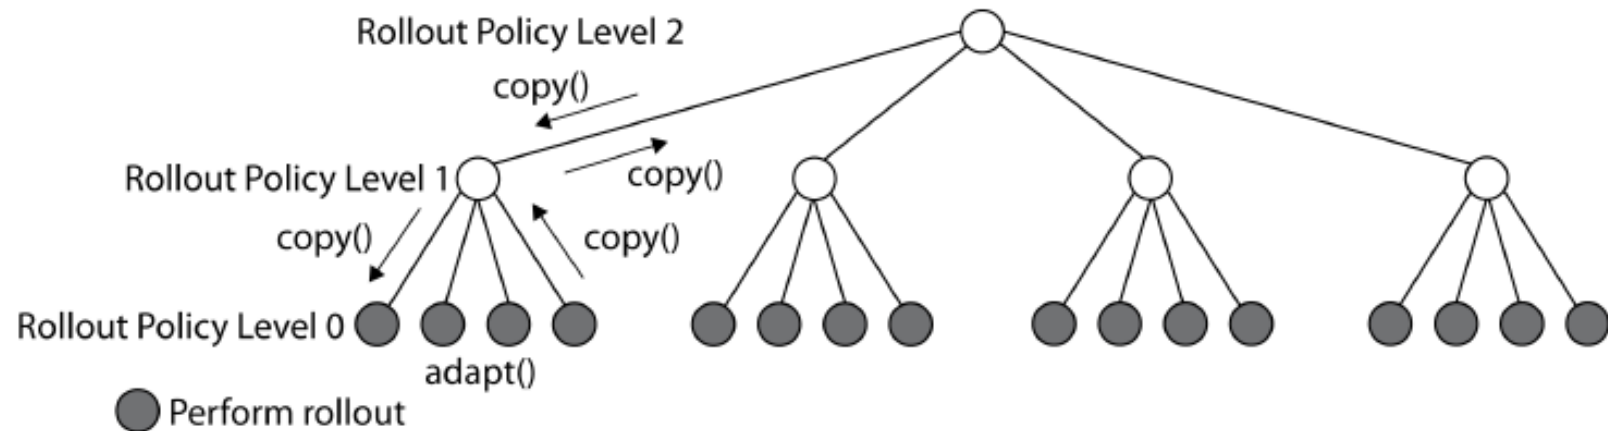 Rollout Policy Level 2
copy()
Rollout Policy Level 1
copy()
copy()
copy()
Rollout Policy Level 0
adapt()
Perform rollout